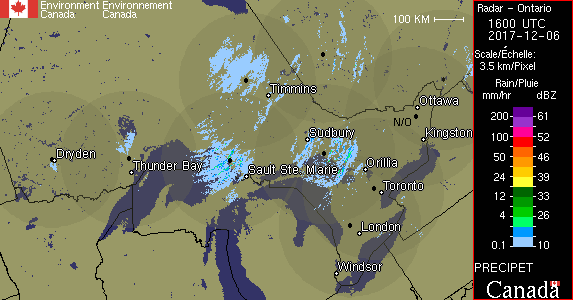 Environment Environnement
Canada Canada
100 KM
Timmins
Ottawa
N/O
Sudbury
Kingston
Dryden
Thunder Bay
Sault Ste. Marie
Orillia
Toronto
London
Windsor
Radar - Ontario
1600 UTC
2017-12-06
Scale/Échelle:
3.5 km/Pixel
Rain/Pluie
mm/hr dBZ
200 61
100 52
50 46
24 39
12 33
4 26
0.1 10
PRECIPET
Canada